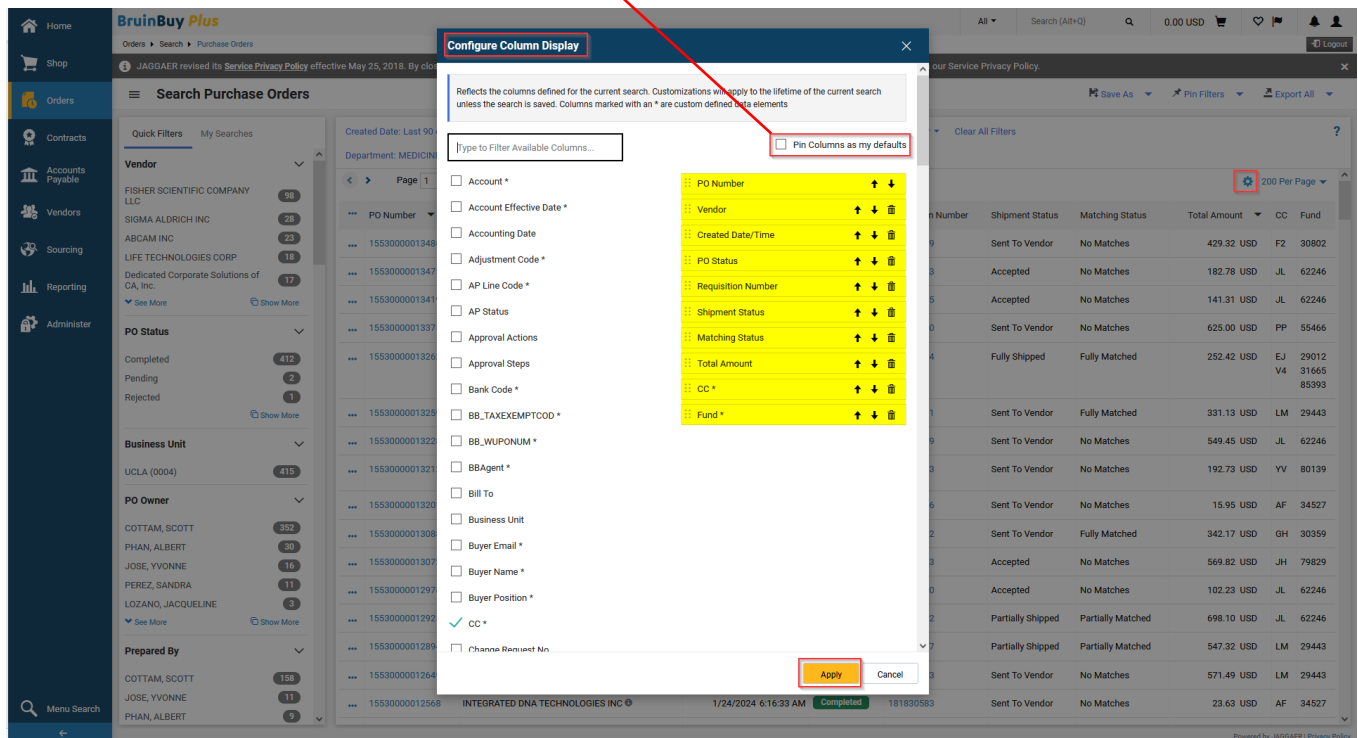 Home
Shop
Orders
Contracts
Accounts
Payable
Vendors
Sourcing
Reporting
Administer
Menu Search
BruinBuy Plus
All
Search (Alt+Q)
0.00 USD
Orders
Search
Purchase Orders
Logout
JAGGAER revised its Service Privacy Policy effective May 25, 2018. By clos
our Service Privacy Policy.
Search Purchase Orders
Save As
Pin Filters
Export All
Quick Filters
My Searches
Vendor
FISHER SCIENTIFIC COMPANY
LLC
98
SIGMA ALDRICH INC
28
ABCAM INC
23
LIFE TECHNOLOGIES CORP
18
Dedicated Corporate Solutions of
CA, Inc.
17
See More
Show More
PO Status
Completed
412
Pending
2
Rejected
1
Show More
Business Unit
UCLA (0004)
415
PO Owner
COTTAM, SCOTT
352
PHAN, ALBERT
30
JOSE, YVONNE
16
PEREZ, SANDRA
11
LOZANO, JACQUELINE
3
See More
Show More
Prepared By
COTTAM, SCOTT
158
JOSE, YVONNE
11
PHAN, ALBERT
9
Created Date: Last 90
Clear All Filters
?
Department: MEDICIN
Page 1
200 Per Page
PO Number
n Number
Shipment Status
Matching Status
Total Amount
CC
Fund
Sent To Vendor No Matches 429.32 USD F2 30802
Accepted No Matches 182.78 USD JL 62246
Accepted No Matches 141.31 USD JL 62246
Sent To Vendor No Matches 625.00 USD PP 55466
Fully Shipped Fully Matched 252.42 USD EJ 29012
V4 31665
85393
Sent To Vendor Fully Matched 331.13 USD LM 29443
Sent To Vendor No Matches 549.45 USD JL 62246
Sent To Vendor No Matches 192.73 USD YV 80139
Sent To Vendor No Matches 15.95 USD AF 34527
Sent To Vendor Fully Matched 342.17 USD GH 30359
Accepted No Matches 569.82 USD JH 79829
Accepted No Matches 102.23 USD JL 62246
Partially Shipped Partially Matched 698.10 USD JL 62246
Partially Shipped Partially Matched 547.32 USD LM 29443
Sent To Vendor No Matches 571.49 USD LM 29443
15530000012568 INTEGRATED DNA TECHNOLOGIES INC 1/24/2024 6:16:33 AM Completed 181830583 Sent To Vendor No Matches 23.63 USD AF 34527
Powered by JAGGAER | Privacy Policy
Configure Column Display
Reflects the columns defined for the current search. Customizations will apply to the lifetime of the current search
unless the search is saved. Columns marked with an * are custom defined data elements
Type to Filter Available Columns...
Pin Columns as my defaults
Account *
Account Effective Date *
Accounting Date
Adjustment Code *
AP Line Code *
AP Status
Approval Actions
Approval Steps
Bank Code *
BB_TAXEXEMPTCOD *
BB_WUPONUM *
BBAgent *
Bill To
Business Unit
Buyer Email *
Buyer Name *
Buyer Position *
CC *
Change Request No
PO Number
Vendor
Created Date/Time
PO Status
Requisition Number
Shipment Status
Matching Status
Total Amount
CC *
Fund *
Apply
Cancel